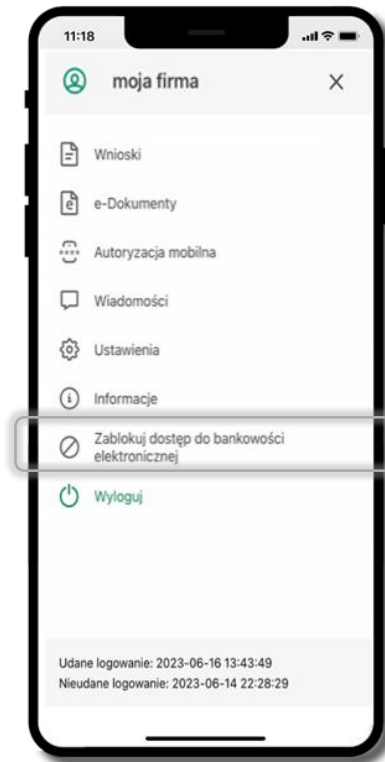 11:18
moja firma
Wnioski
e-Dokumenty
Autoryzacja mobilna
Wiadomości
Ustawienia
Informacje
Zablokuj dostęp do bankowości
elektronicznej
Wyloguj
Udane logowanie: 2023-06-16 13:43:49
Nieudane logowanie: 2023-06-14 22:28:29